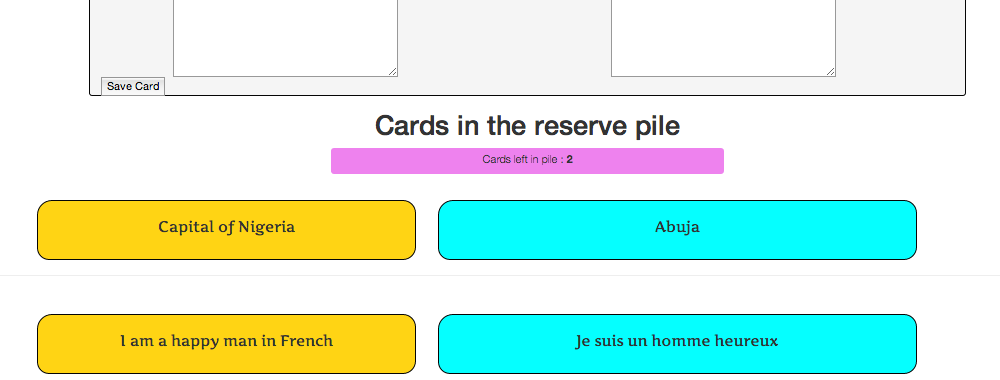 Save Card
Cards in the reserve pile
Cards left in pile : 2
Capital of Nigeria
Abuja
I am a happy man in French
Je suis un homme heureux